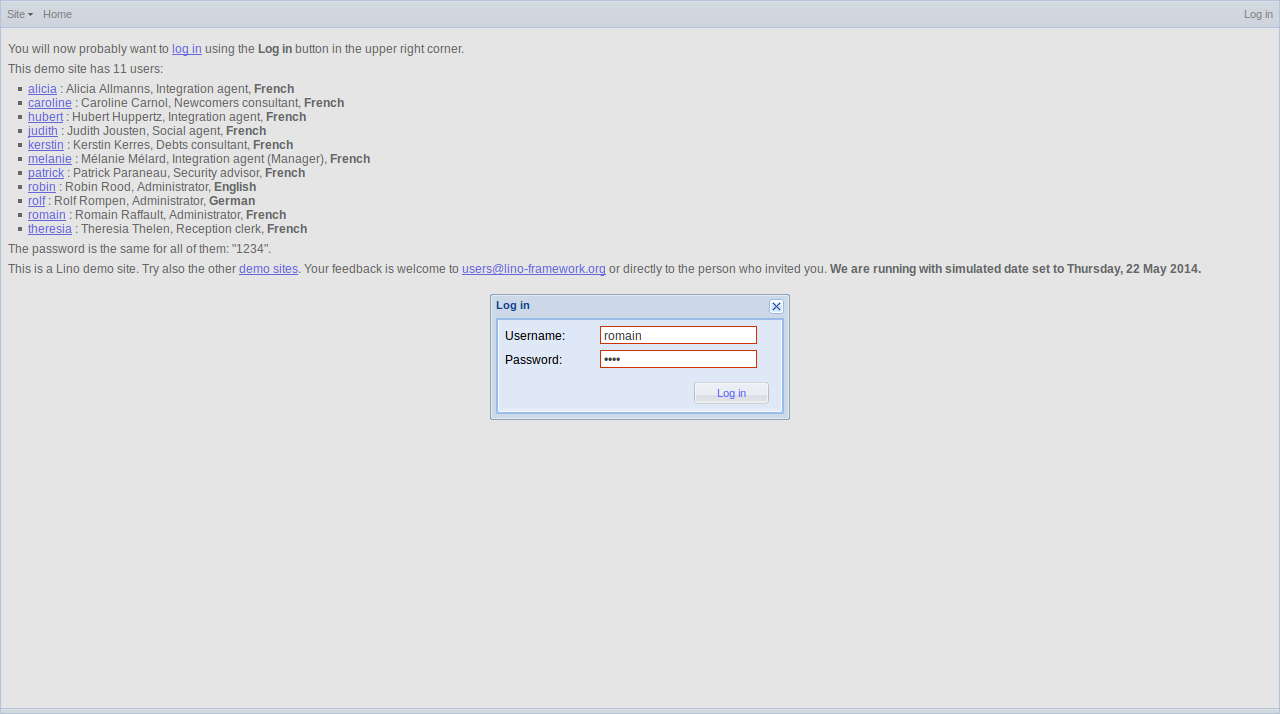 Site Home Log in
You will now probably want to log in using the Log in button in the upper right corner.
This demo site has 11 users:
alicia : Alicia Allmanns, Integration agent, French
caroline : Caroline Carnol, Newcomers consultant, French
hubert : Hubert Huppertz, Integration agent, French
judith : Judith Jousten, Social agent, French
kerstin : Kerstin Kerres, Debts consultant, French
melanie : Mélanie Mélard, Integration agent (Manager), French
patrick : Patrick Paraneau, Security advisor, French
robin : Robin Rood, Administrator, English
rolf : Rolf Rompen, Administrator, German
romain : Romain Raffault, Administrator, French
theresia : Theresia Thelen, Reception clerk, French
The password is the same for all of them: "1234".
This is a Lino demo site. Try also the other demo sites. Your feedback is welcome to users@lino-framework.org or directly to the person who invited you. We are running with simulated date set to Thursday, 22 May 2014.
Log in
Username: romain
Password: ••••
Log in